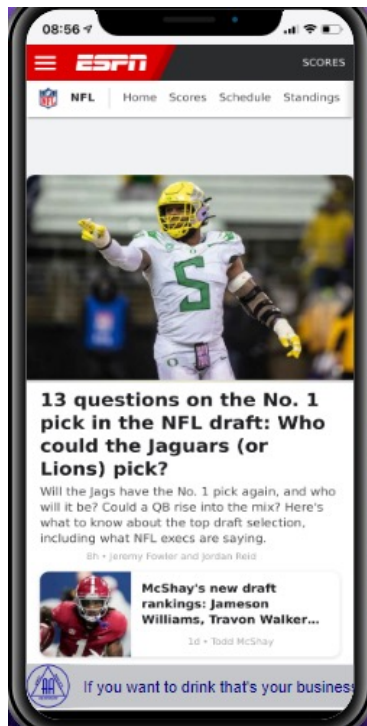 08:56
ESPN
SCORES
NFL Home Scores Schedule Standings
5
13 questions on the No. 1
pick in the NFL draft: Who
could the Jaguars (or
Lions) pick?
Will the Jags have the No. 1 pick again, and who
will it be? Could a QB rise into the mix? Here's
what to know about the top draft selection,
including what NFL execs are saying.
8h • Jeremy Fowler and Jordan Reid
McShay's new draft
rankings: Jameson
Williams, Travon Walker...
1d • Todd McShay
AA
If you want to drink that's your business